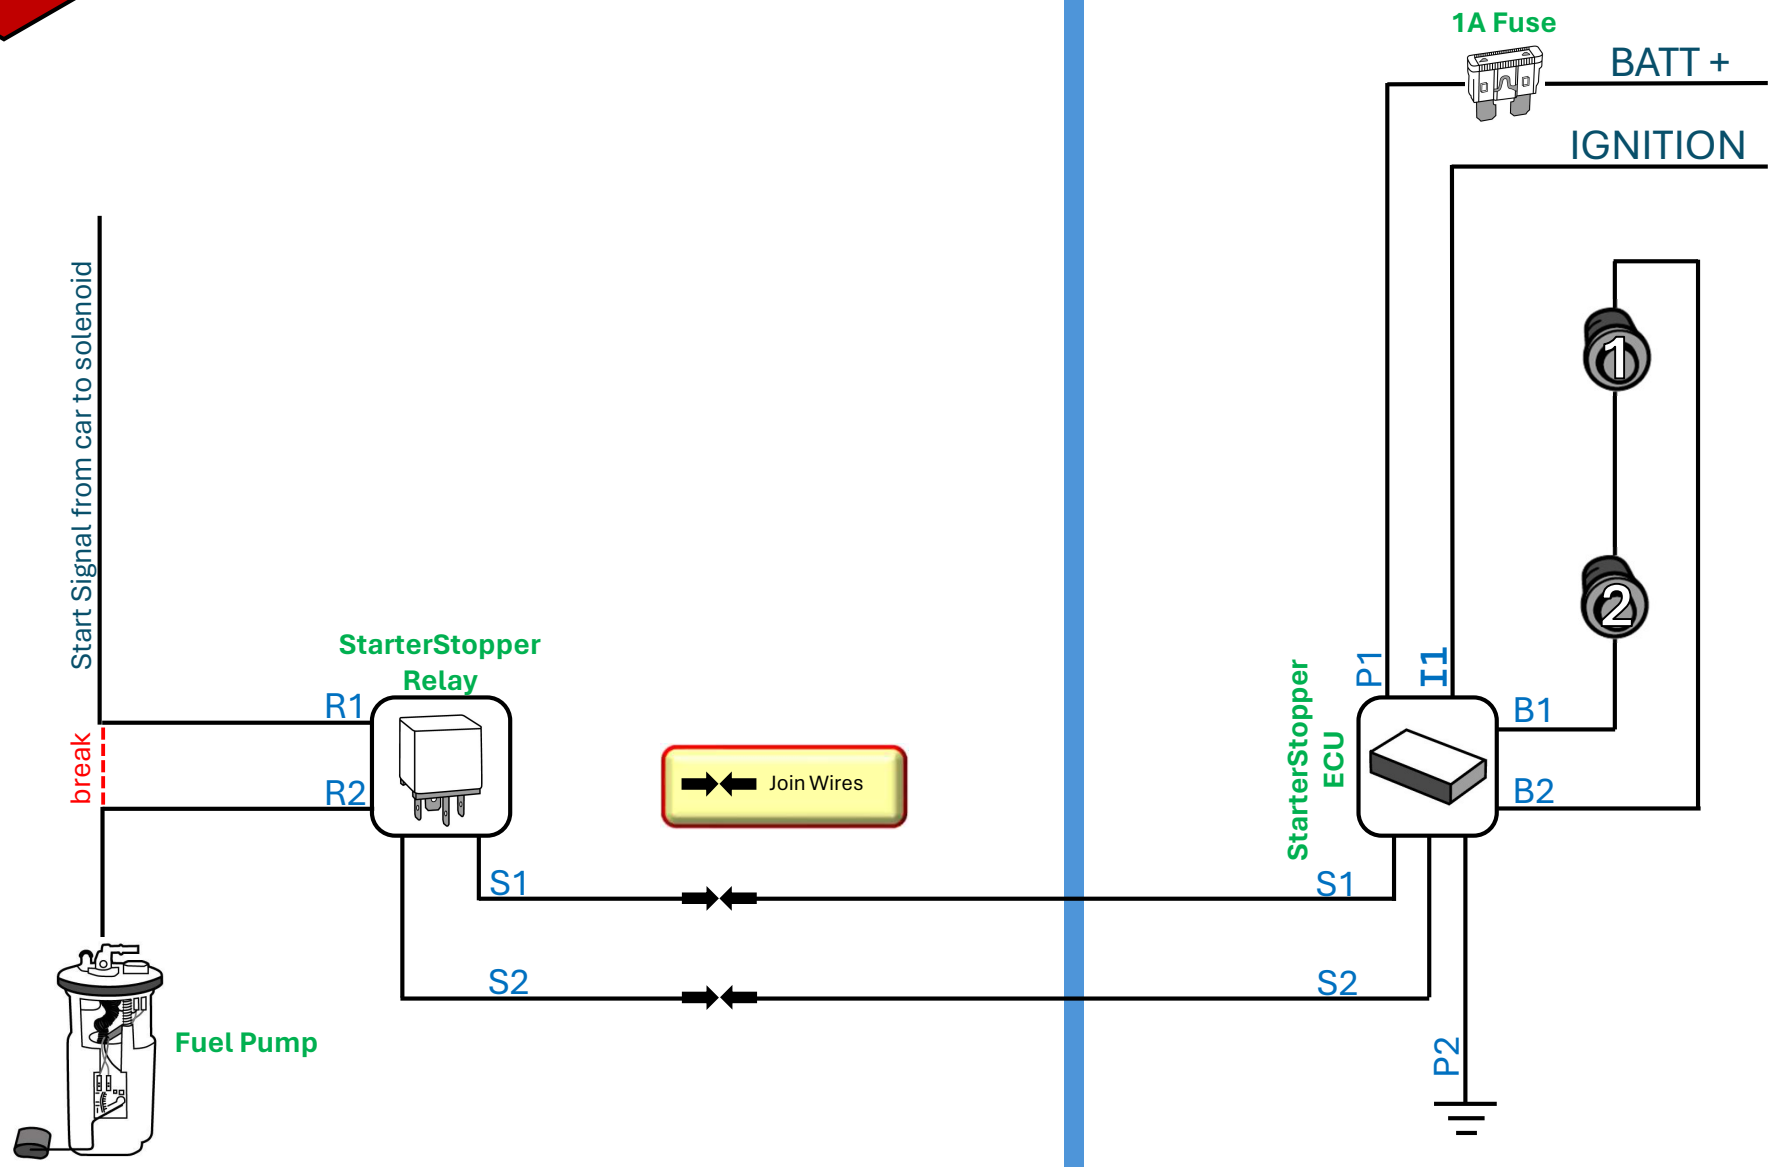 1A Fuse
BATT +
IGNITION
Start Signal from car to solenoid
1
2
StarterStopper
Relay
R1
break
R2
Join Wires
StarterStopper
ECU
P1
I1
B1
B2
S1
S1
S2
S2
P2
Fuel Pump